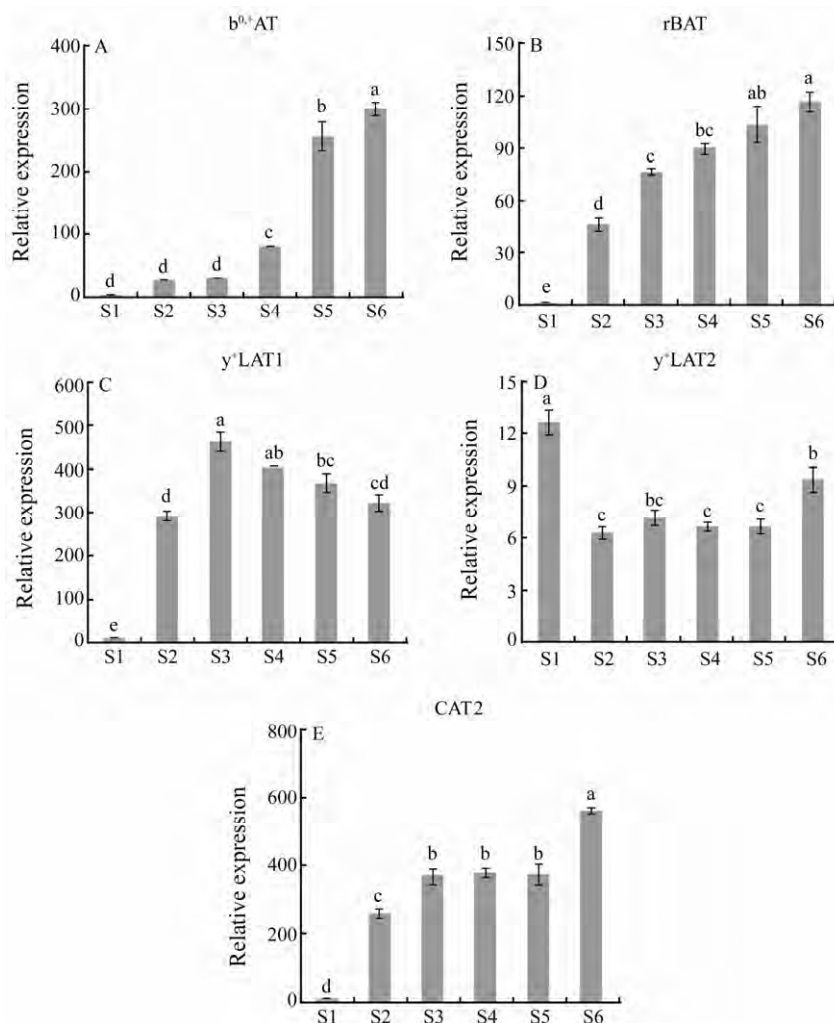 b⁰,⁺AT
A
Relative expression
400
300
200
100
0
d
d
d
c
b
a
S1 S2 S3 S4 S5 S6
rBAT
B
Relative expression
150
120
90
60
30
0
e
d
c
bc
ab
a
S1 S2 S3 S4 S5 S6
y⁺LAT1
C
Relative expression
600
500
400
300
200
100
0
e
d
a
ab
bc
cd
S1 S2 S3 S4 S5 S6
y⁺LAT2
D
Relative expression
15
12
9
6
3
0
a
c
bc
c
c
b
S1 S2 S3 S4 S5 S6
CAT2
E
Relative expression
800
600
400
200
0
d
c
b
b
b
a
S1 S2 S3 S4 S5 S6